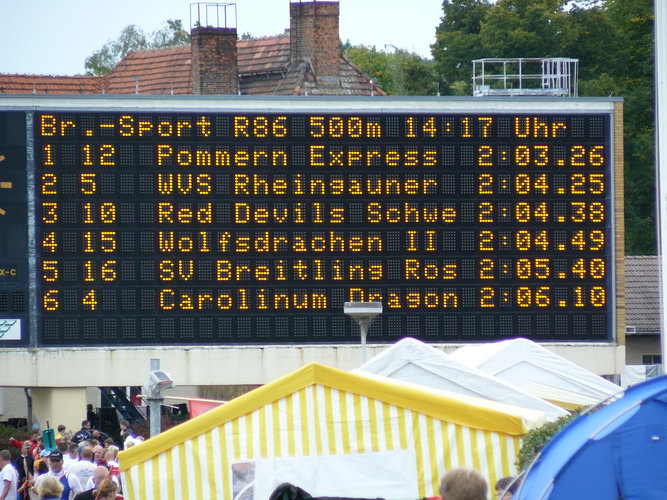 Br.-Sport R86 500m 14:17 Uhr
1 12 Pommern Express 2:03.26
2 5 WVS Rheingauner 2:04.25
3 10 Red Devils Schwe 2:04.38
4 15 Wolfsdrachen II 2:04.49
5 16 SV Breitling Ros 2:05.40
6 4 Carolinum Dragon 2:06.10